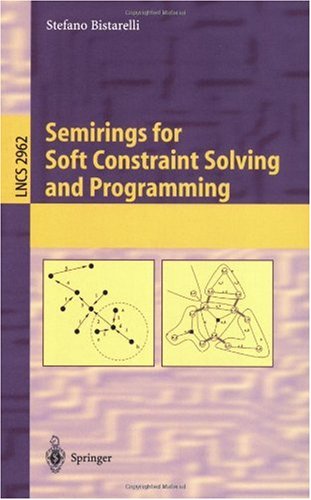 Stefano Bistarelli
LNCS 2962
Semirings for
Soft Constraint Solving
and Programming
Springer